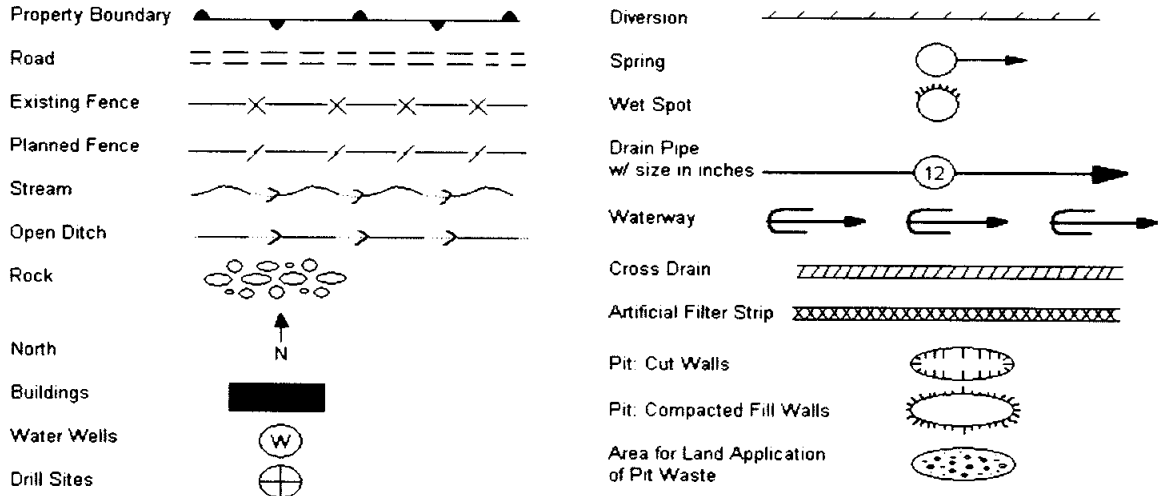 Property Boundary
Road
Existing Fence
Planned Fence
Stream
Open Ditch
Rock
North
N
Buildings
Water Wells
W
Drill Sites
Diversion
Spring
Wet Spot
Drain Pipe
w/ size in inches
12
Waterway
Cross Drain
Artificial Filter Strip
Pit: Cut Walls
Pit: Compacted Fill Walls
Area for Land Application
of Pit Waste